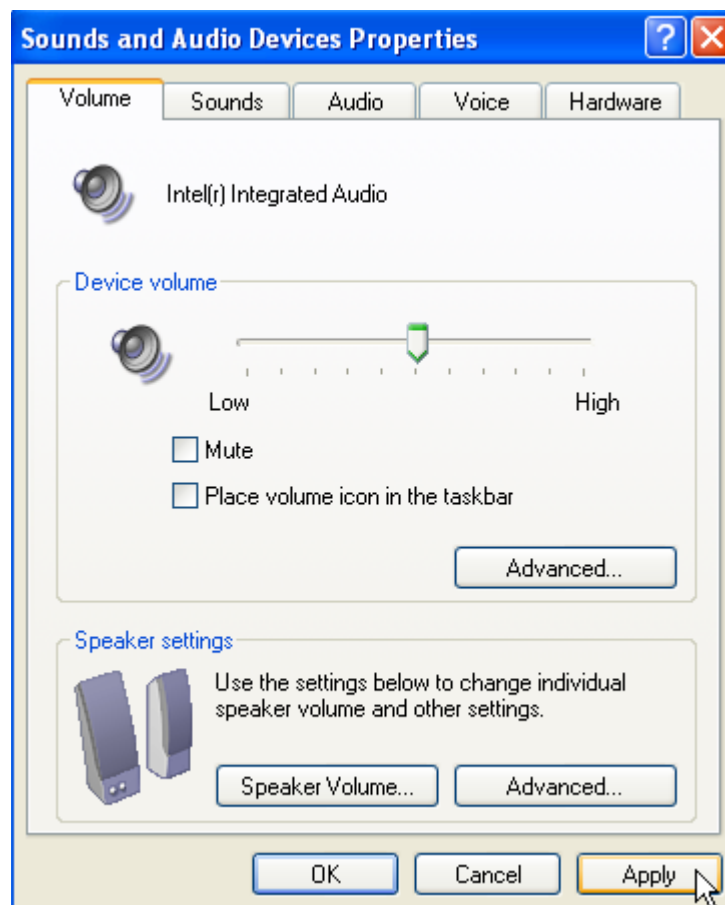 Sounds and Audio Devices Properties
Volume Sounds Audio Voice Hardware
Intel(r) Integrated Audio
Device volume
Low High
Mute
Place volume icon in the taskbar
Advanced...
Speaker settings
Use the settings below to change individual
speaker volume and other settings.
Speaker Volume... Advanced...
OK Cancel Apply